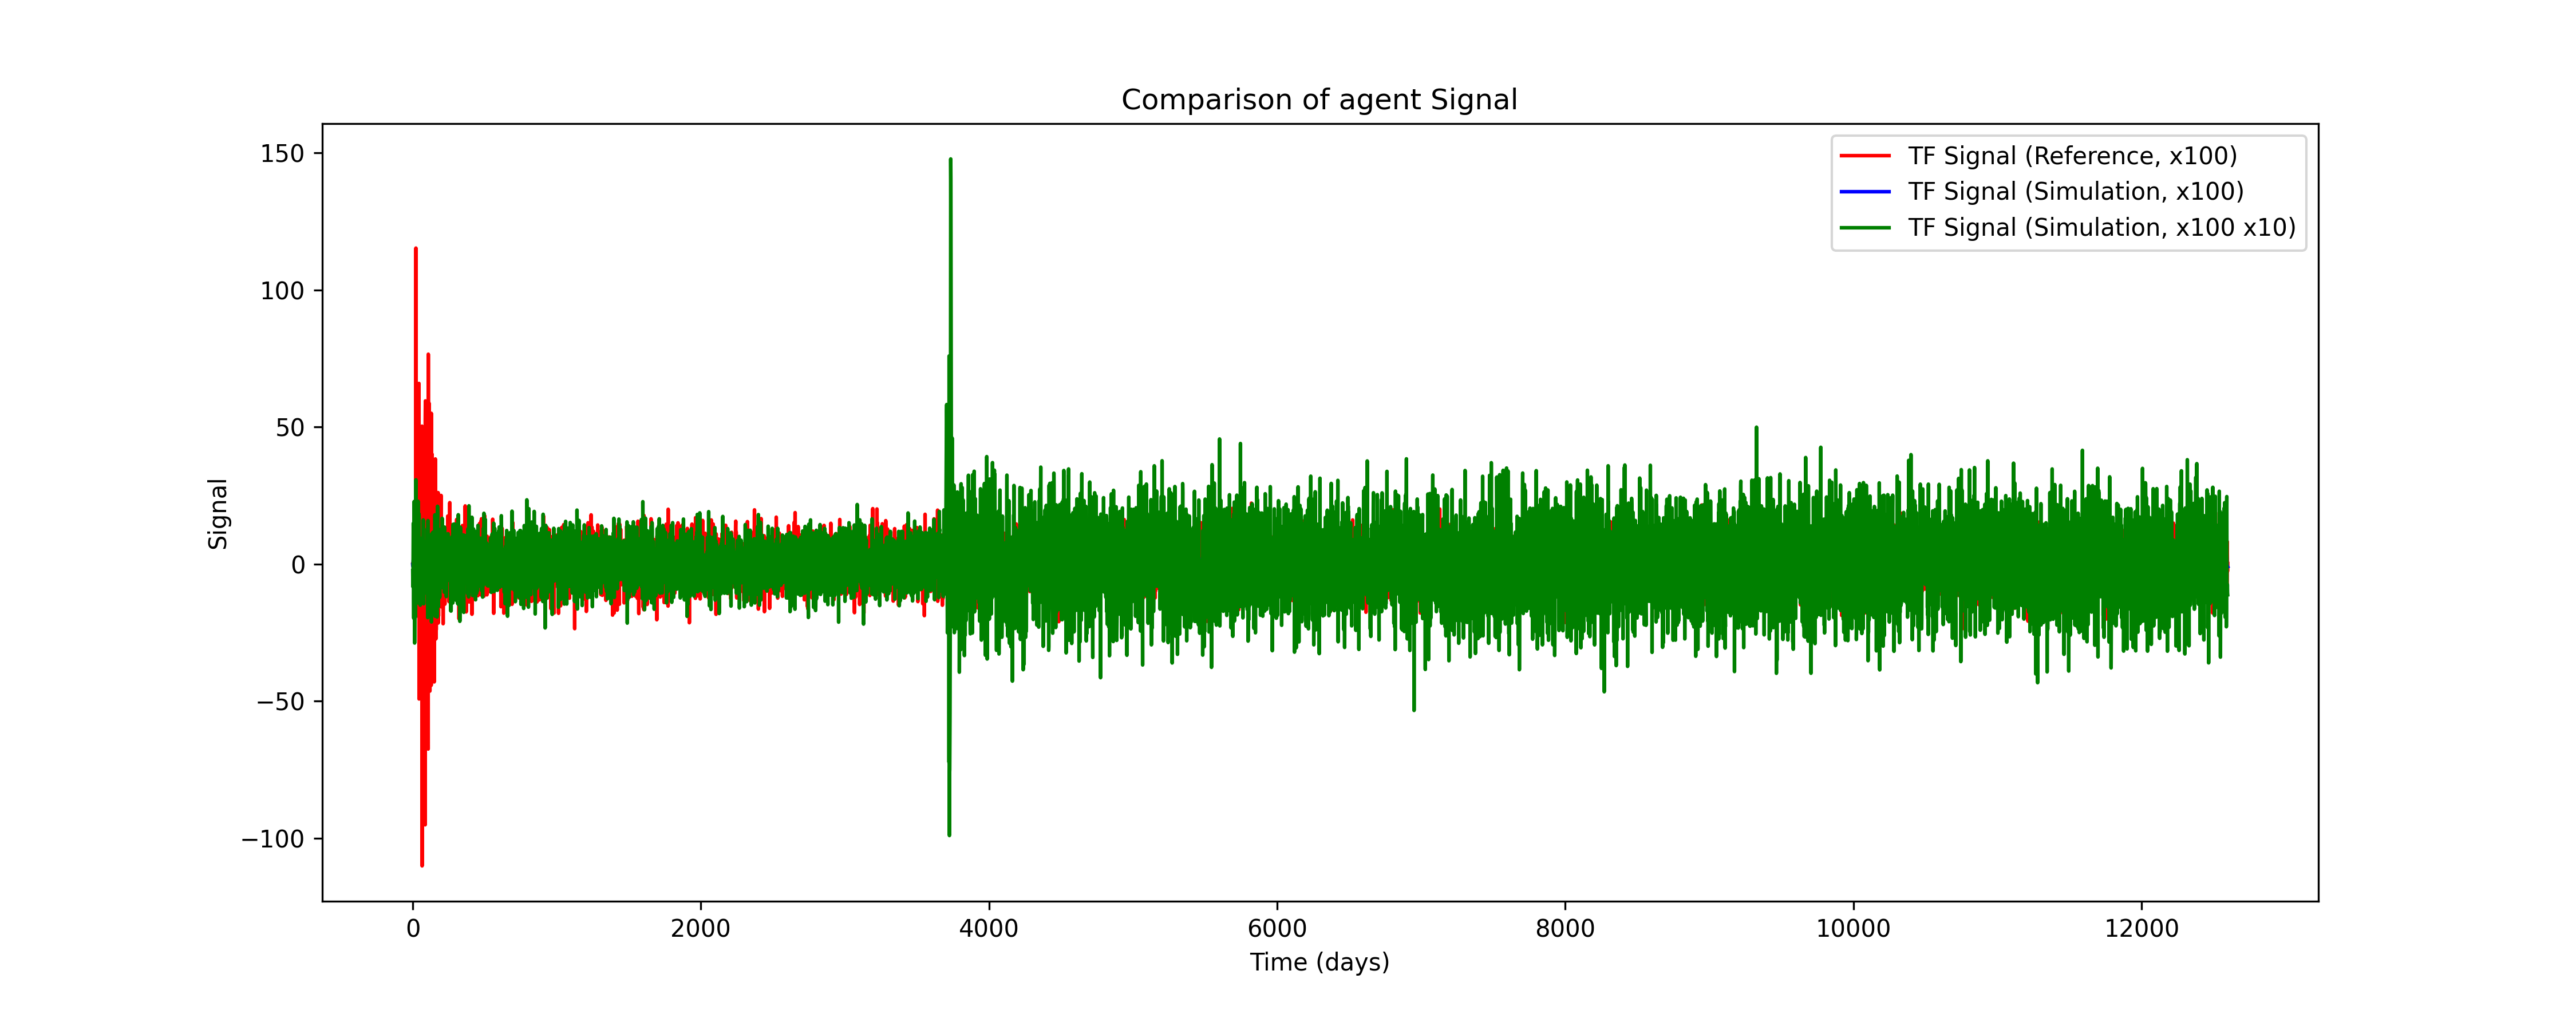 Comparison of agent Signal
TF Signal (Reference, x100)
TF Signal (Simulation, x100)
TF Signal (Simulation, x100 x10)
Signal
150
100
50
0
−50
−100
0 2000 4000 6000 8000 10000 12000
Time (days)